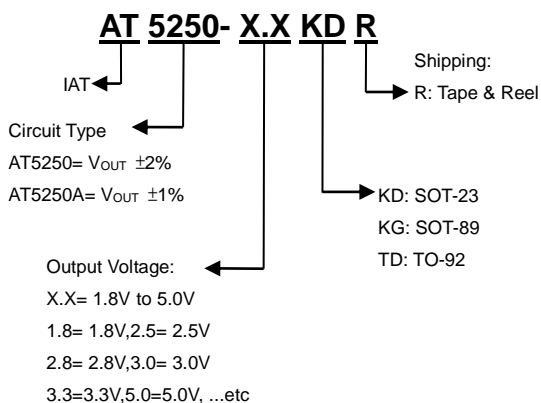 AT 5250- X.X KD R
Shipping:
R: Tape & Reel
IAT
Circuit Type
AT5250= VOUT ±2%
AT5250A= VOUT ±1%
KD: SOT-23
KG: SOT-89
TD: TO-92
Output Voltage:
X.X= 1.8V to 5.0V
1.8= 1.8V,2.5= 2.5V
2.8= 2.8V,3.0= 3.0V
3.3=3.3V,5.0=5.0V, ...etc